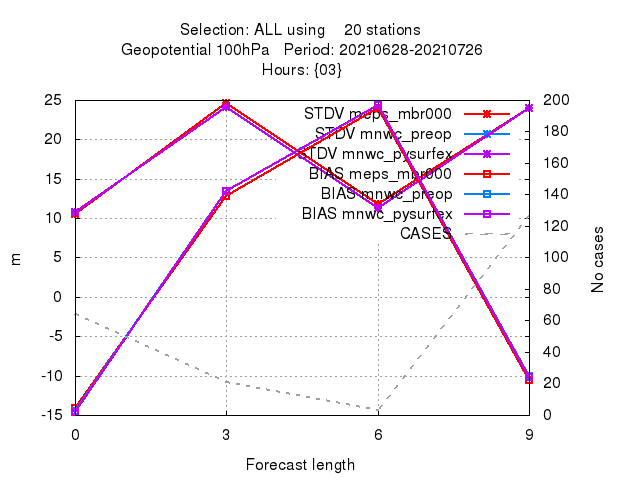 Selection: ALL using    20 stations
Geopotential 100hPa   Period: 20210628-20210726
Hours: {03}
STDV meps_mbr000
STDV mnwc_preop
STDV mnwc_pysurfex
BIAS meps_mbr000
BIAS mnwc_preop
BIAS mnwc_pysurfex
CASES
25
20
15
10
5
0
-5
-10
-15
m
200
180
160
140
120
100
80
60
40
20
0
No cases
0 3 6 9
Forecast length